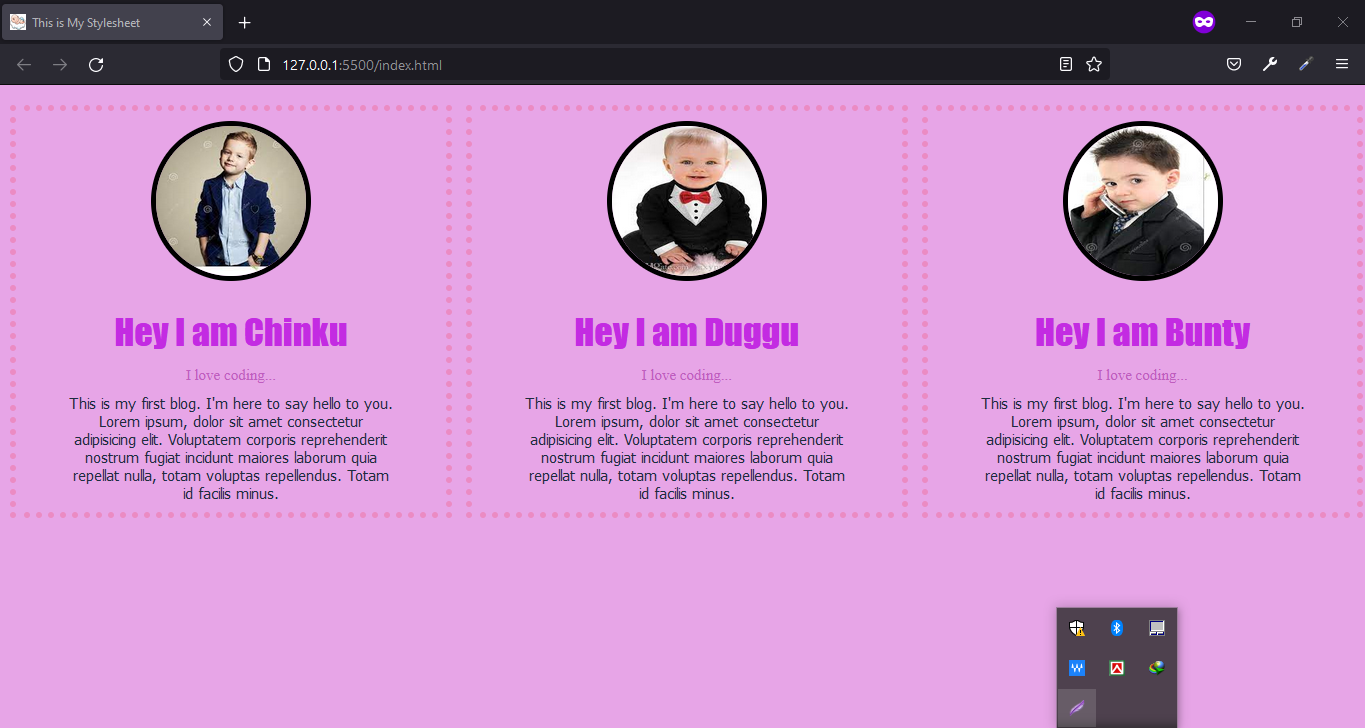 This is My Stylesheet
127.0.0.1:5500/index.html
Hey I am Chinku
I love coding...
This is my first blog. I'm here to say hello to you.
Lorem ipsum, dolor sit amet consectetur
adipisicing elit. Voluptatem corporis reprehenderit
nostrum fugiat incidunt maiores laborum quia
repellat nulla, totam voluptas repellendus. Totam
id facilis minus.
Hey I am Duggu
I love coding...
This is my first blog. I'm here to say hello to you.
Lorem ipsum, dolor sit amet consectetur
adipisicing elit. Voluptatem corporis reprehenderit
nostrum fugiat incidunt maiores laborum quia
repellat nulla, totam voluptas repellendus. Totam
id facilis minus.
Hey I am Bunty
I love coding...
This is my first blog. I'm here to say hello to you.
Lorem ipsum, dolor sit amet consectetur
adipisicing elit. Voluptatem corporis reprehenderit
nostrum fugiat incidunt maiores laborum quia
repellat nulla, totam voluptas repellendus. Totam
id facilis minus.